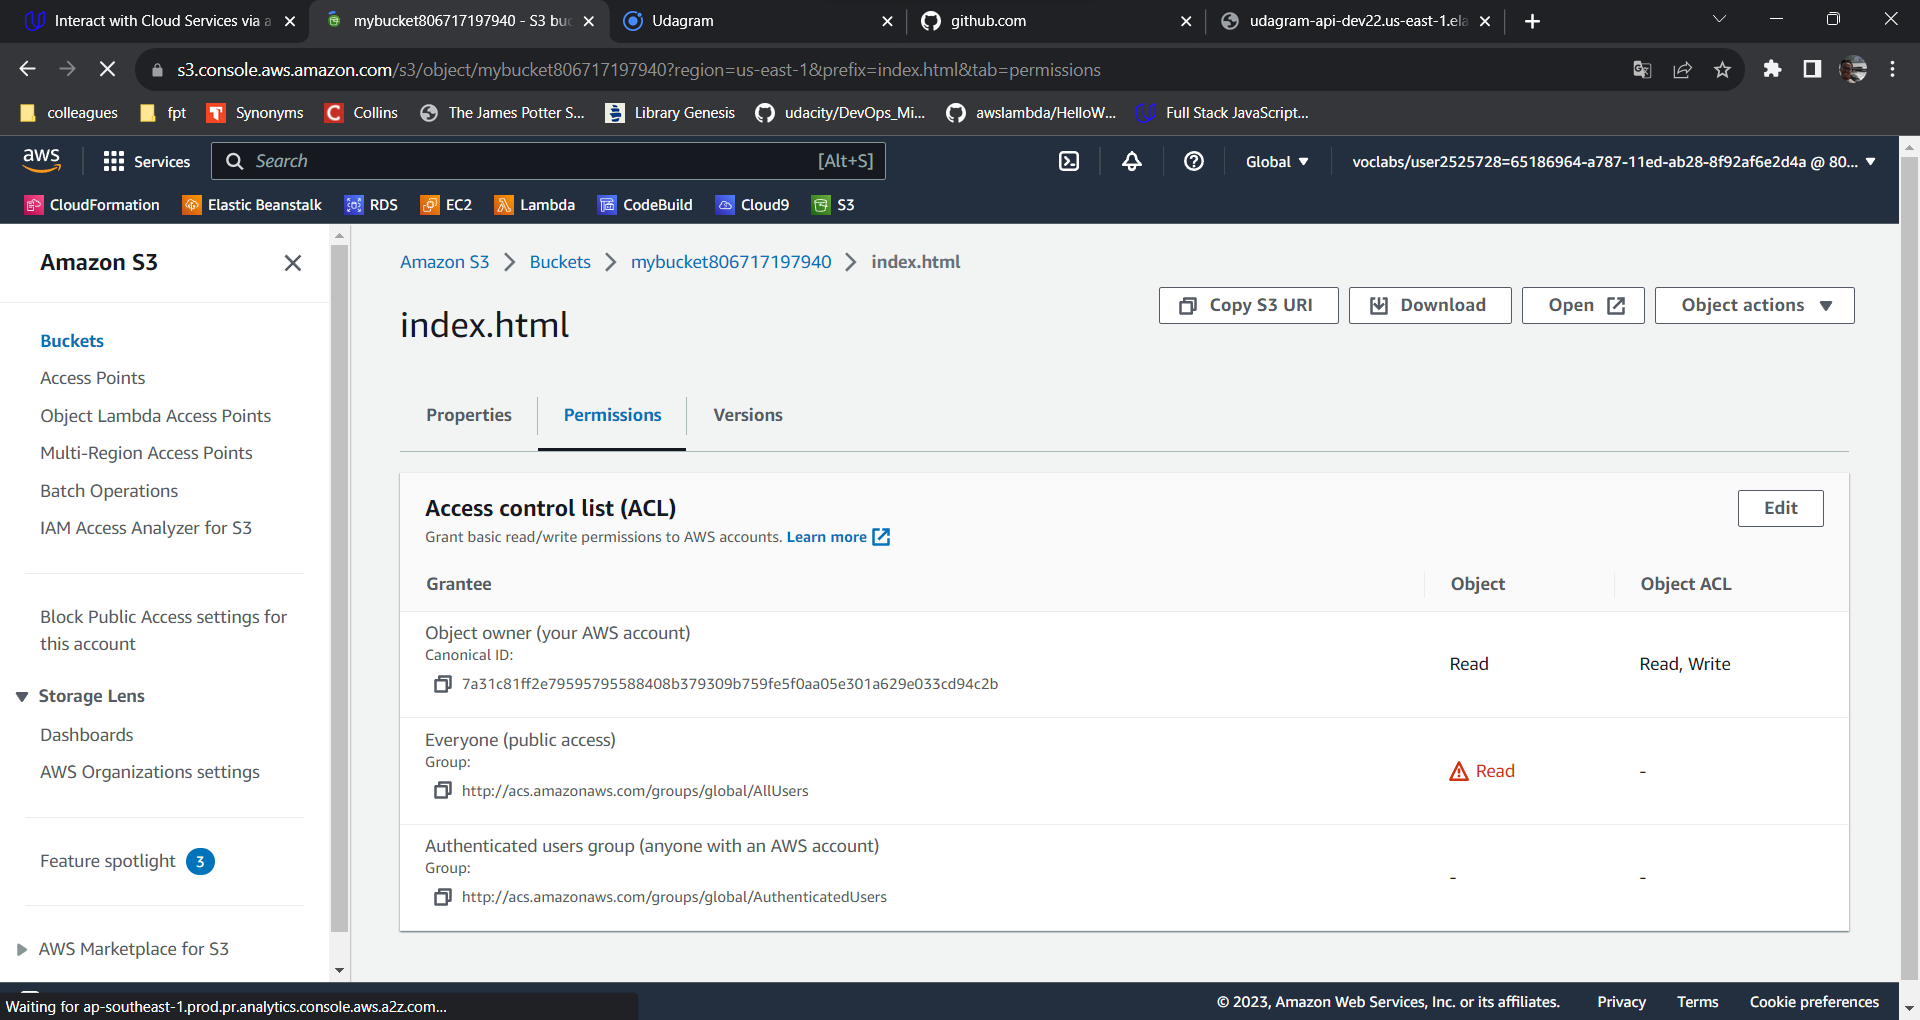 Interact with Cloud Services via a
mybucket806717197940 - S3 buc
Udagram
github.com
udagram-api-dev22.us-east-1.ela
s3.console.aws.amazon.com/s3/object/mybucket806717197940?region=us-east-1&prefix=index.html&tab=permissions
colleagues
fpt
Synonyms
Collins
The James Potter S...
Library Genesis
udacity/DevOps_Mi...
awslambda/HelloW...
Full Stack JavaScript...
aws
Services
Search
[Alt+S]
Global
voclabs/user2525728=65186964-a787-11ed-ab28-8f92af6e2d4a @ 80...
CloudFormation
Elastic Beanstalk
RDS
EC2
Lambda
CodeBuild
Cloud9
S3
Amazon S3
Buckets
Access Points
Object Lambda Access Points
Multi-Region Access Points
Batch Operations
IAM Access Analyzer for S3
Block Public Access settings for
this account
Storage Lens
Dashboards
AWS Organizations settings
Feature spotlight 3
AWS Marketplace for S3
Amazon S3 > Buckets > mybucket806717197940 > index.html
index.html
Copy S3 URI
Download
Open
Object actions
Properties
Permissions
Versions
Access control list (ACL)
Edit
Grant basic read/write permissions to AWS accounts. Learn more
Grantee
Object
Object ACL
Object owner (your AWS account)
Canonical ID:
7a31c81ff2e79595795588408b379309b759fe5f0aa05e301a629e033cd94c2b
Read
Read, Write
Everyone (public access)
Group:
http://acs.amazonaws.com/groups/global/AllUsers
Read
-
Authenticated users group (anyone with an AWS account)
Group:
http://acs.amazonaws.com/groups/global/AuthenticatedUsers
-
-
Waiting for ap-southeast-1.prod.pr.analytics.console.aws.a2z.com...
© 2023, Amazon Web Services, Inc. or its affiliates.
Privacy
Terms
Cookie preferences